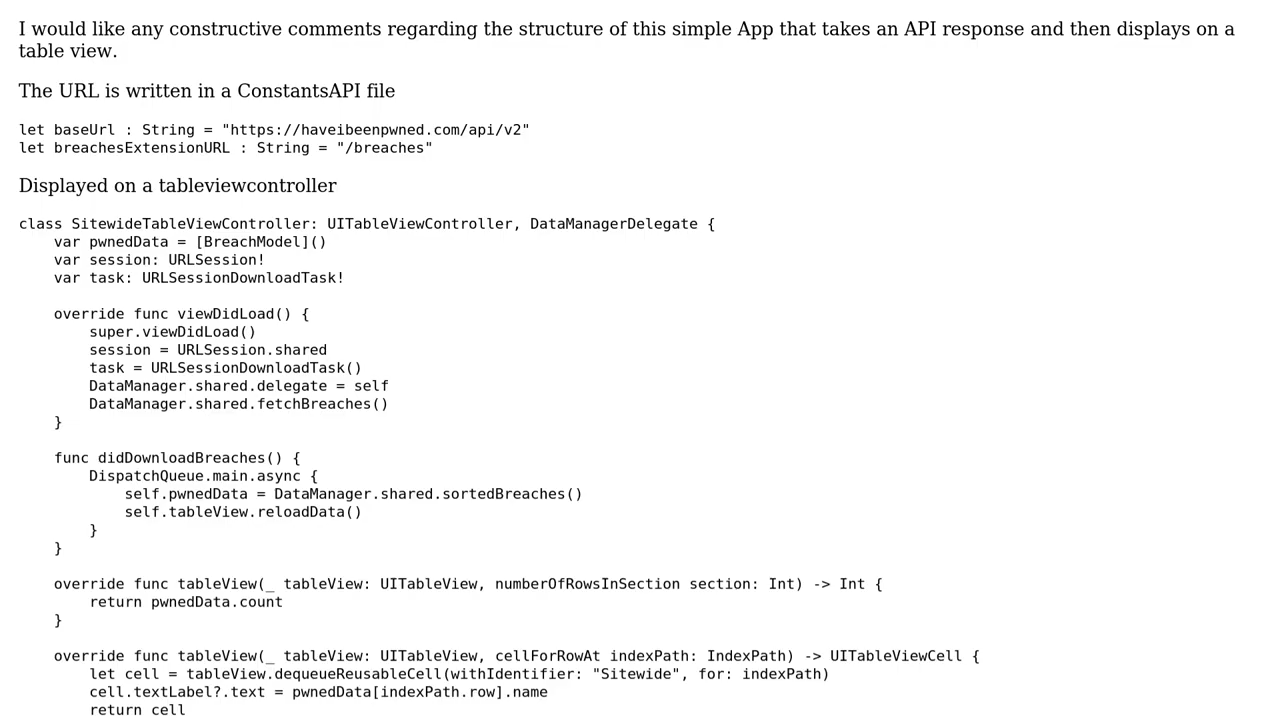 I would like any constructive comments regarding the structure of this simple App that takes an API response and then displays on a
table view.
The URL is written in a ConstantsAPI file
let baseUrl : String = "https://haveibeenpwned.com/api/v2"
let breachesExtensionURL : String = "/breaches"
Displayed on a tableviewcontroller
class SitewideTableViewController: UITableViewController, DataManagerDelegate {
    var pwnedData = [BreachModel]()
    var session: URLSession!
    var task: URLSessionDownloadTask!

    override func viewDidLoad() {
        super.viewDidLoad()
        session = URLSession.shared
        task = URLSessionDownloadTask()
        DataManager.shared.delegate = self
        DataManager.shared.fetchBreaches()
    }

    func didDownloadBreaches() {
        DispatchQueue.main.async {
            self.pwnedData = DataManager.shared.sortedBreaches()
            self.tableView.reloadData()
        }
    }

    override func tableView(_ tableView: UITableView, numberOfRowsInSection section: Int) -> Int {
        return pwnedData.count
    }

    override func tableView(_ tableView: UITableView, cellForRowAt indexPath: IndexPath) -> UITableViewCell {
        let cell = tableView.dequeueReusableCell(withIdentifier: "Sitewide", for: indexPath)
        cell.textLabel?.text = pwnedData[indexPath.row].name
        return cell